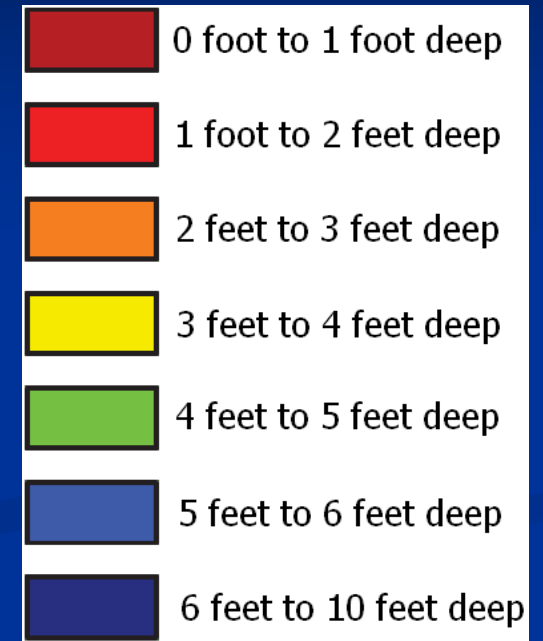 0 foot to 1 foot deep
1 foot to 2 feet deep
2 feet to 3 feet deep
3 feet to 4 feet deep
4 feet to 5 feet deep
5 feet to 6 feet deep
6 feet to 10 feet deep